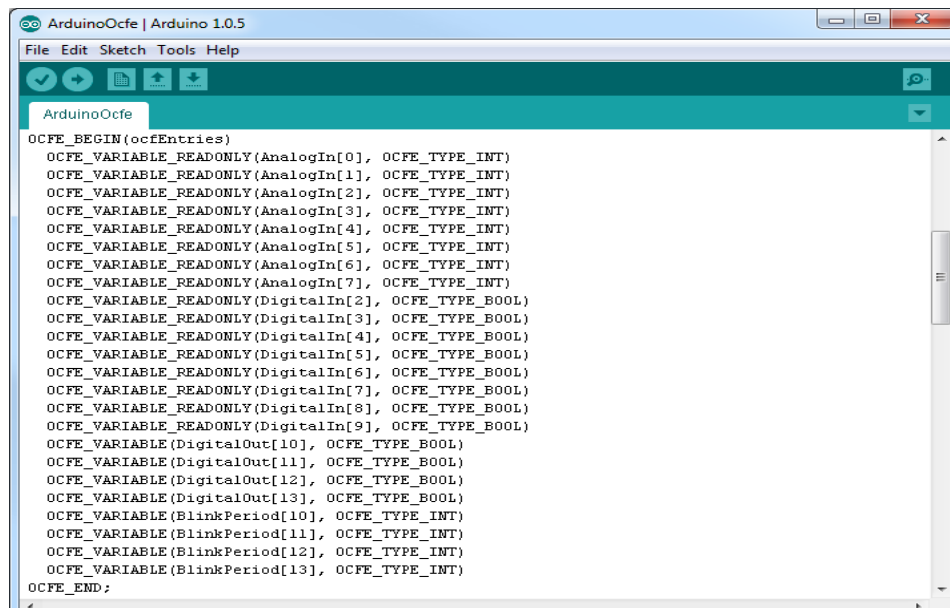 ArduinoOcfe | Arduino 1.0.5
File Edit Sketch Tools Help
ArduinoOcfe
OCFE_BEGIN(ocfEntries)
  OCFE_VARIABLE_READONLY(AnalogIn[0], OCFE_TYPE_INT)
  OCFE_VARIABLE_READONLY(AnalogIn[1], OCFE_TYPE_INT)
  OCFE_VARIABLE_READONLY(AnalogIn[2], OCFE_TYPE_INT)
  OCFE_VARIABLE_READONLY(AnalogIn[3], OCFE_TYPE_INT)
  OCFE_VARIABLE_READONLY(AnalogIn[4], OCFE_TYPE_INT)
  OCFE_VARIABLE_READONLY(AnalogIn[5], OCFE_TYPE_INT)
  OCFE_VARIABLE_READONLY(AnalogIn[6], OCFE_TYPE_INT)
  OCFE_VARIABLE_READONLY(AnalogIn[7], OCFE_TYPE_INT)
  OCFE_VARIABLE_READONLY(DigitalIn[2], OCFE_TYPE_BOOL)
  OCFE_VARIABLE_READONLY(DigitalIn[3], OCFE_TYPE_BOOL)
  OCFE_VARIABLE_READONLY(DigitalIn[4], OCFE_TYPE_BOOL)
  OCFE_VARIABLE_READONLY(DigitalIn[5], OCFE_TYPE_BOOL)
  OCFE_VARIABLE_READONLY(DigitalIn[6], OCFE_TYPE_BOOL)
  OCFE_VARIABLE_READONLY(DigitalIn[7], OCFE_TYPE_BOOL)
  OCFE_VARIABLE_READONLY(DigitalIn[8], OCFE_TYPE_BOOL)
  OCFE_VARIABLE_READONLY(DigitalIn[9], OCFE_TYPE_BOOL)
  OCFE_VARIABLE(DigitalOut[10], OCFE_TYPE_BOOL)
  OCFE_VARIABLE(DigitalOut[11], OCFE_TYPE_BOOL)
  OCFE_VARIABLE(DigitalOut[12], OCFE_TYPE_BOOL)
  OCFE_VARIABLE(DigitalOut[13], OCFE_TYPE_BOOL)
  OCFE_VARIABLE(BlinkPeriod[10], OCFE_TYPE_INT)
  OCFE_VARIABLE(BlinkPeriod[11], OCFE_TYPE_INT)
  OCFE_VARIABLE(BlinkPeriod[12], OCFE_TYPE_INT)
  OCFE_VARIABLE(BlinkPeriod[13], OCFE_TYPE_INT)
OCFE_END;